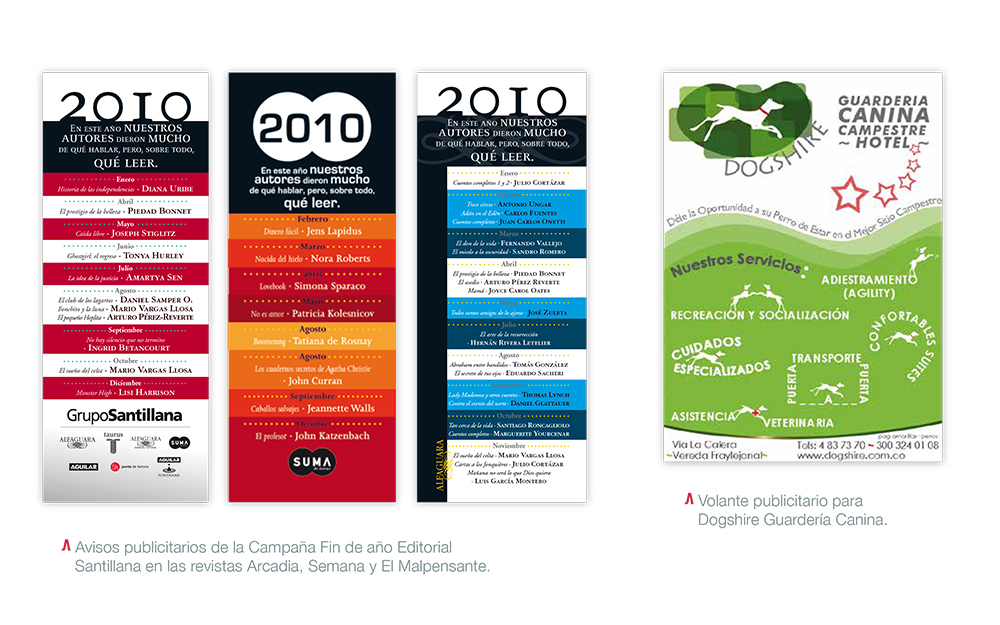 2010
En este año nuestros
autores dieron mucho
de qué hablar, pero, sobre todo,
qué leer.
Enero
Historia de las independencias · Diana Uribe
Abril
El prestigio de la belleza · Piedad Bonnet
Mayo
Caída libre · Joseph Stiglitz
Junio
Ghostgirl: el regreso · Tonya Hurley
Julio
La idea de la justicia · Amartya Sen
Agosto
El club de los lagartos · Daniel Samper O.
Fonchito y la luna · Mario Vargas Llosa
El pequeño Hoplita · Arturo Pérez-Reverte
Septiembre
No hay silencio que no termine
· Ingrid Betancourt
Octubre
El sueño del celta · Mario Vargas Llosa
Diciembre
Monster High · Lisi Harrison
GrupoSantillana
ALFAGUARA
taurus
ALFAGUARA
SUMA
AGUILAR
punto de lectura
AGUILAR
2010
En este año nuestros
autores dieron mucho
de qué hablar, pero, sobre todo,
qué leer.
Febrero
Dinero fácil · Jens Lapidus
Marzo
Nacida del hielo · Nora Roberts
Abril
Lovebook · Simona Sparaco
Mayo
No es amor · Patricia Kolesnicov
Agosto
Boomerang · Tatiana de Rosnay
Agosto
Los cuadernos secretos de Agatha Christie
· John Curran
Septiembre
Caballos salvajes · Jeannette Walls
Octubre
El profesor · John Katzenbach
SUMA
de letras
2010
En este año nuestros
autores dieron mucho
de qué hablar, pero, sobre todo,
qué leer.
Enero
Cuentos completos 1 y 2 · Julio Cortázar
Trece circos · Antonio Ungar
Adán en el Edén · Carlos Fuentes
Cuentos completos · Juan Carlos Onetti
Marzo
El don de la vida · Fernando Vallejo
El miedo a la oscuridad · Sandro Romero
Abril
El prestigio de la belleza · Piedad Bonnet
El asedio · Arturo Pérez Reverte
Mamá · Joyce Carol Oates
Todos somos amigos de lo ajeno · José Zuleta
Julio
El arte de la resurrección
· Hernán Rivera Letelier
Agosto
Abraham entre bandidos · Tomás González
El secreto de tus ojos · Eduardo Sacheri
Septiembre
Lady Madonna y otros cuentos · Thomas Lynch
Contra el viento del norte · Daniel Glattauer
Octubre
Tan cerca de la vida · Santiago Roncagliolo
Cuentos completos · Marguerite Yourcenar
Noviembre
El sueño del celta · Mario Vargas Llosa
Cartas a los Jonquières · Julio Cortázar
Mañana no será lo que Dios quiera
· Luis García Montero
ALFAGUARA
GUARDERIA
CANINA
CAMPESTRE
~ HOTEL ~
DOGSHIRE
Déle la Oportunidad a su Perro de Estar en el Mejor Sitio Campestre
Nuestros Servicios:
ADIESTRAMIENTO
(AGILITY)
RECREACIÓN Y SOCIALIZACIÓN
CONFORTABLES SUITES
CUIDADOS
ESPECIALIZADOS
TRANSPORTE
PUERTA
PUERTA
ASISTENCIA
VETERINARIA
Via La Calera
-Vereda Fraylejonal-
pag amarillas - perros
Tols: 4 83 73 70 ~ 300 324 01 08
www.dogshire.com.co
Avisos publicitarios de la Campaña Fin de año Editorial
Santillana en las revistas Arcadia, Semana y El Malpensante.
Volante publicitario para
Dogshire Guardería Canina.